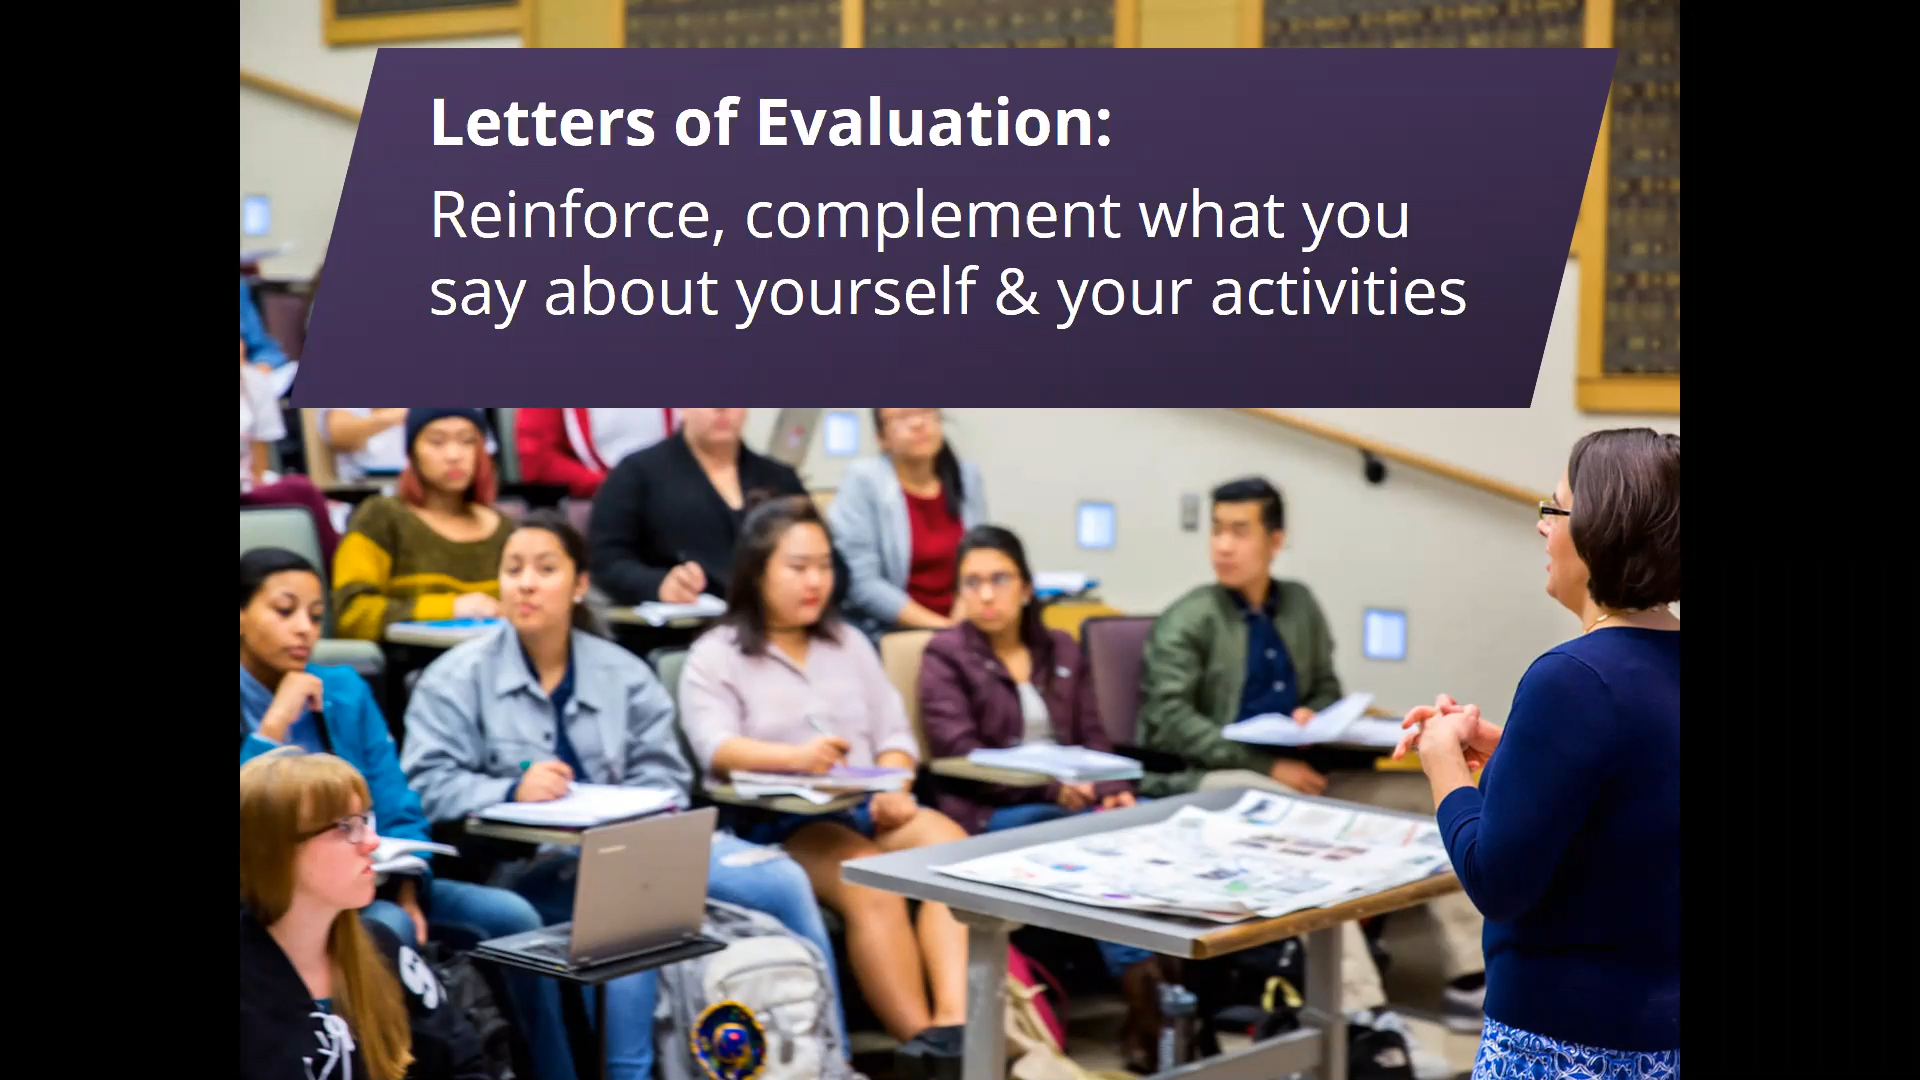 Letters of Evaluation:
Reinforce, complement what you
say about yourself & your activities